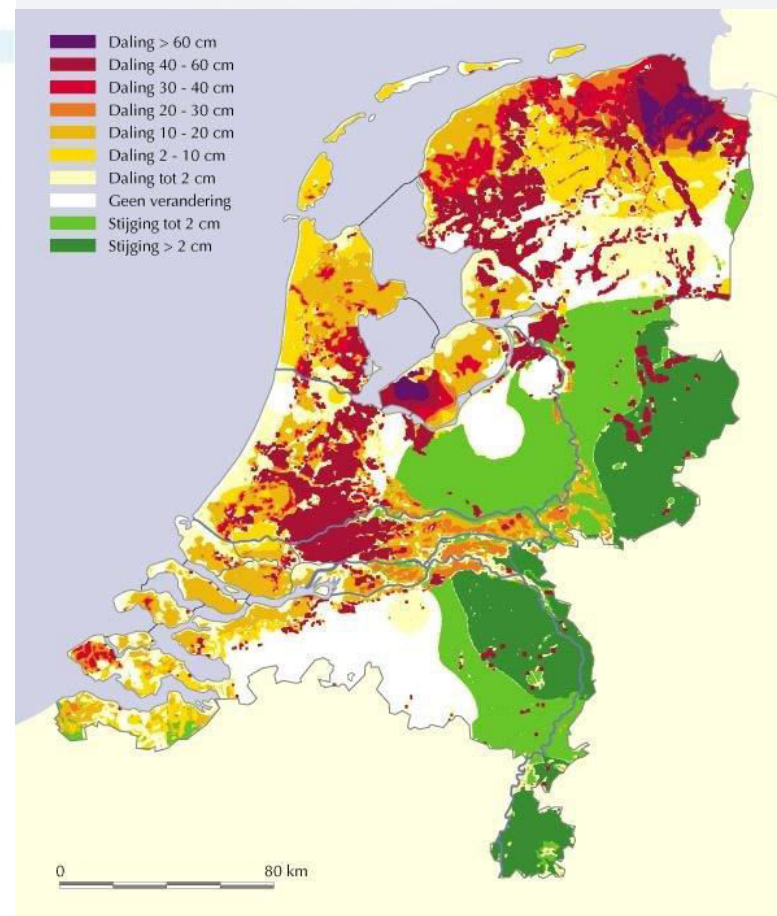 Daling > 60 cm
Daling 40 - 60 cm
Daling 30 - 40 cm
Daling 20 - 30 cm
Daling 10 - 20 cm
Daling 2 - 10 cm
Daling tot 2 cm
Geen verandering
Stijging tot 2 cm
Stijging > 2 cm
0 80 km